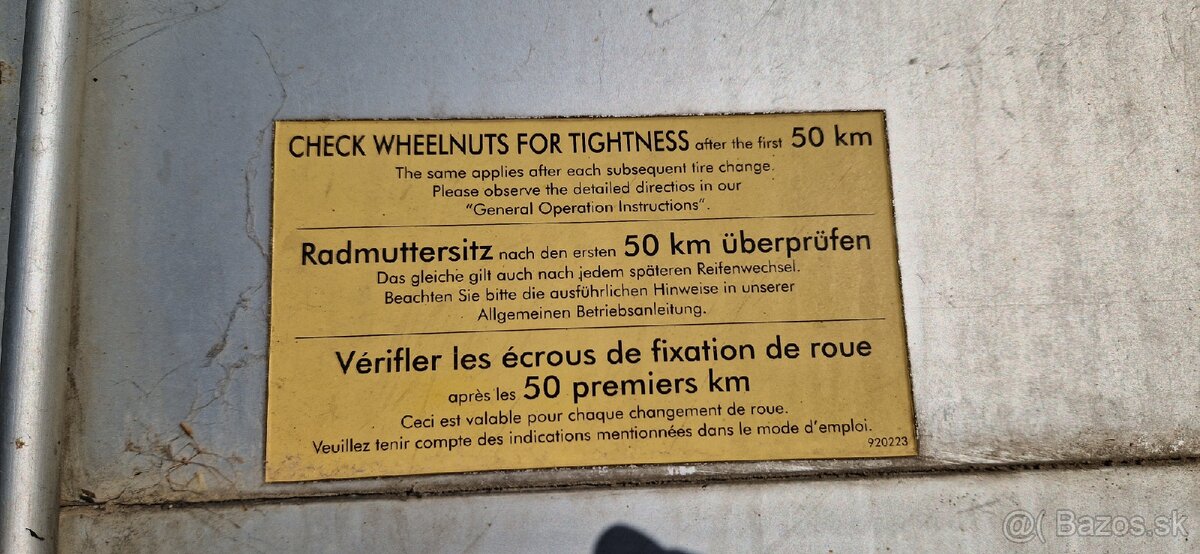 CHECK WHEELNUTS FOR TIGHTNESS after the first 50 km
The same applies after each subsequent tire change.
Please observe the detailed directios in our
"General Operation Instructions".
Radmuttersitz nach den ersten 50 km überprüfen
Das gleiche gilt auch nach jedem späteren Reifenwechsel.
Beachten Sie bitte die ausführlichen Hinweise in unserer
Allgemeinen Betriebsanleitung.
Vérifler les écrous de fixation de roue
après les 50 premiers km
Ceci est valable pour chaque changement de roue.
Veuillez tenir compte des indications mentionnées dans le mode d'emploi.
920223
@( Bazos.sk